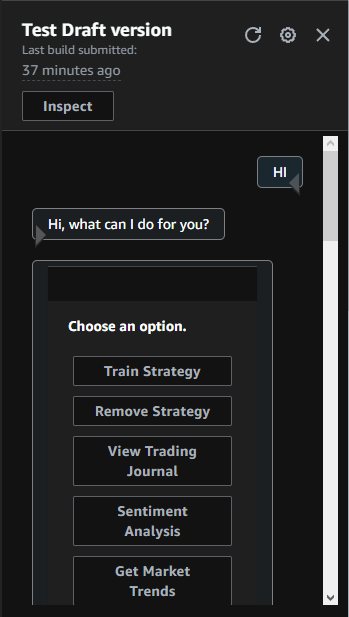 Test Draft version
Last build submitted:
37 minutes ago
Inspect
HI
Hi, what can I do for you?
Choose an option.
Train Strategy
Remove Strategy
View Trading
Journal
Sentiment
Analysis
Get Market
Trends